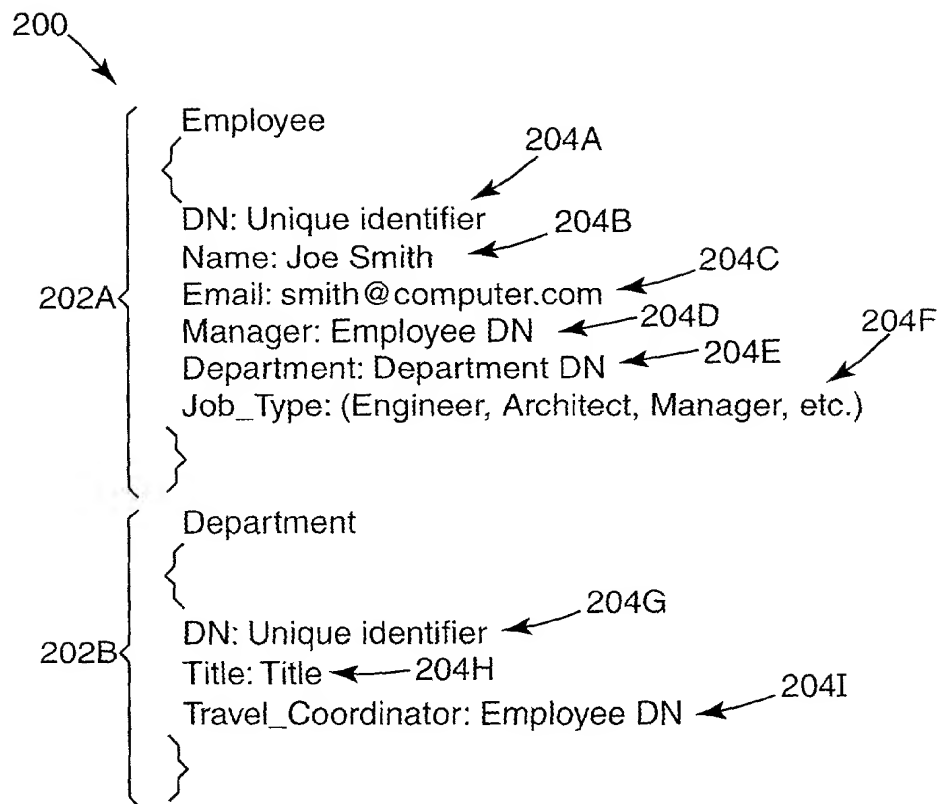 200
Employee
{
204A
DN: Unique identifier
204B
Name: Joe Smith
204C
202A
Email: smith@computer.com
204D
Manager: Employee DN
204F
204E
Department: Department DN
Job_Type: (Engineer, Architect, Manager, etc.)
}
Department
{
204G
DN: Unique identifier
202B
Title: Title
204H
204I
Travel_Coordinator: Employee DN
}